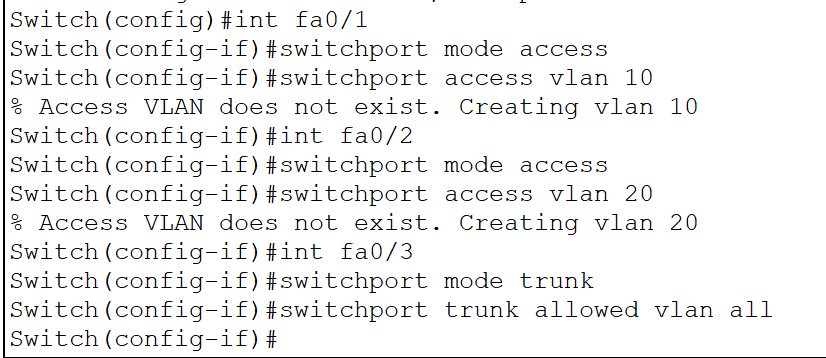 Switch(config)#int fa0/1
Switch(config-if)#switchport mode access
Switch(config-if)#switchport access vlan 10
% Access VLAN does not exist. Creating vlan 10
Switch(config-if)#int fa0/2
Switch(config-if)#switchport mode access
Switch(config-if)#switchport access vlan 20
% Access VLAN does not exist. Creating vlan 20
Switch(config-if)#int fa0/3
Switch(config-if)#switchport mode trunk
Switch(config-if)#switchport trunk allowed vlan all
Switch(config-if)#